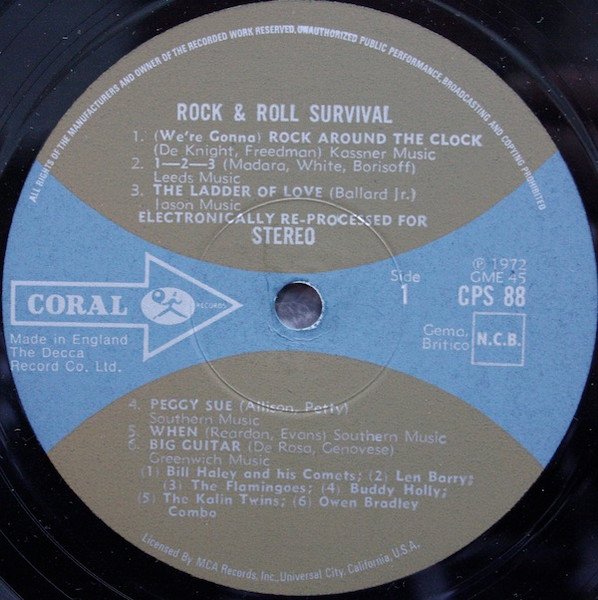 ALL RIGHTS OF THE MANUFACTURERS AND OWNER OF THE RECORDED WORK RESERVED, UNAUTHORIZED PUBLIC PERFORMANCE, BROADCASTING AND COPYING PROHIBITED
ROCK & ROLL SURVIVAL
1. (We're Gonna) ROCK AROUND THE CLOCK
(De Knight, Freedman) Kassner Music
2. 1—2—3 (Madara, White, Borisoff)
Leeds Music
3. THE LADDER OF LOVE (Ballard Jr.)
Jason Music
ELECTRONICALLY RE-PROCESSED FOR
STEREO
CORAL
RECORDS
Made in England
The Decca
Record Co. Ltd.
Side
1
℗ 1972
GME 45
CPS 88
Gema,
Britico
N.C.B.
4. PEGGY SUE (Allison, Petty)
Southern Music
5. WHEN (Reardon, Evans) Southern Music
6. BIG GUITAR (De Rosa, Genovese)
Greenwich Music
(1) Bill Haley and his Comets; (2) Len Barry;
(3) The Flamingoes; (4) Buddy Holly;
(5) The Kalin Twins; (6) Owen Bradley
Combo
Licensed By MCA Records, Inc., Universal City, California, U.S.A.